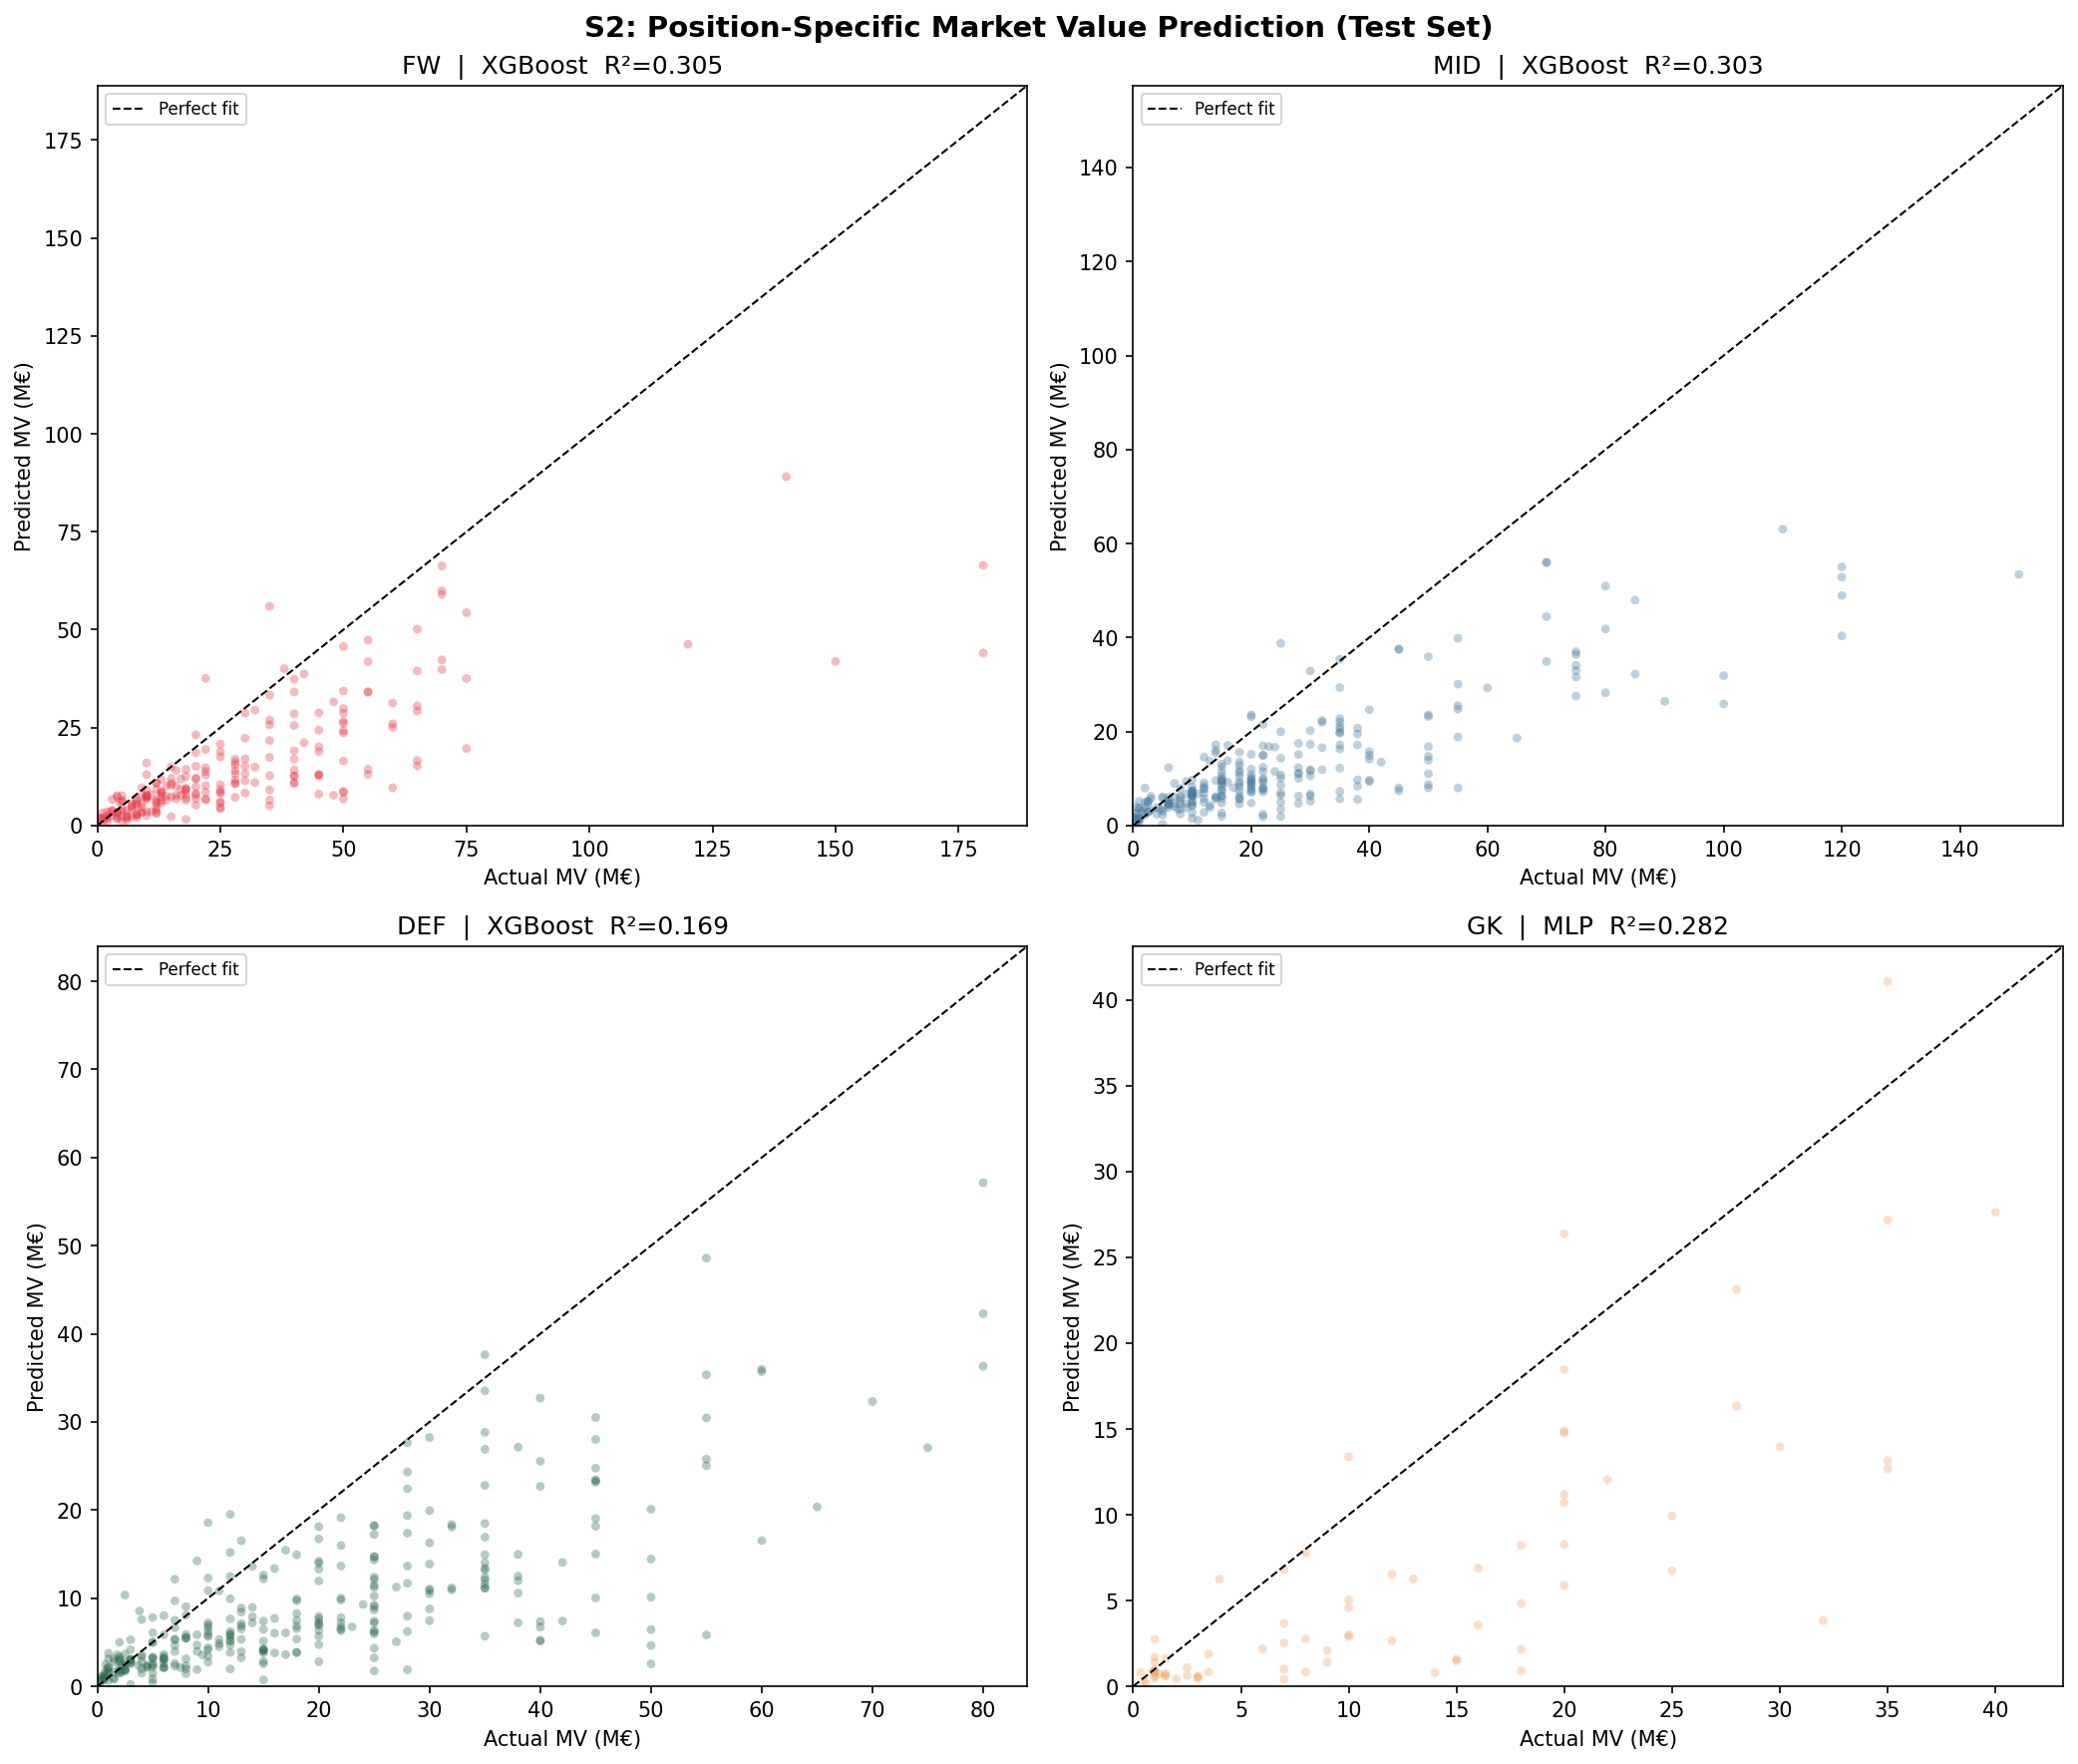 S2: Position-Specific Market Value Prediction (Test Set)
FW | XGBoost R²=0.305
Perfect fit
175
150
125
100
75
50
25
0
Predicted MV (M€)
0 25 50 75 100 125 150 175
Actual MV (M€)
MID | XGBoost R²=0.303
Perfect fit
140
120
100
80
60
40
20
0
Predicted MV (M€)
0 20 40 60 80 100 120 140
Actual MV (M€)
DEF | XGBoost R²=0.169
Perfect fit
80
70
60
50
40
30
20
10
0
Predicted MV (M€)
0 10 20 30 40 50 60 70 80
Actual MV (M€)
GK | MLP R²=0.282
Perfect fit
40
35
30
25
20
15
10
5
0
Predicted MV (M€)
0 5 10 15 20 25 30 35 40
Actual MV (M€)